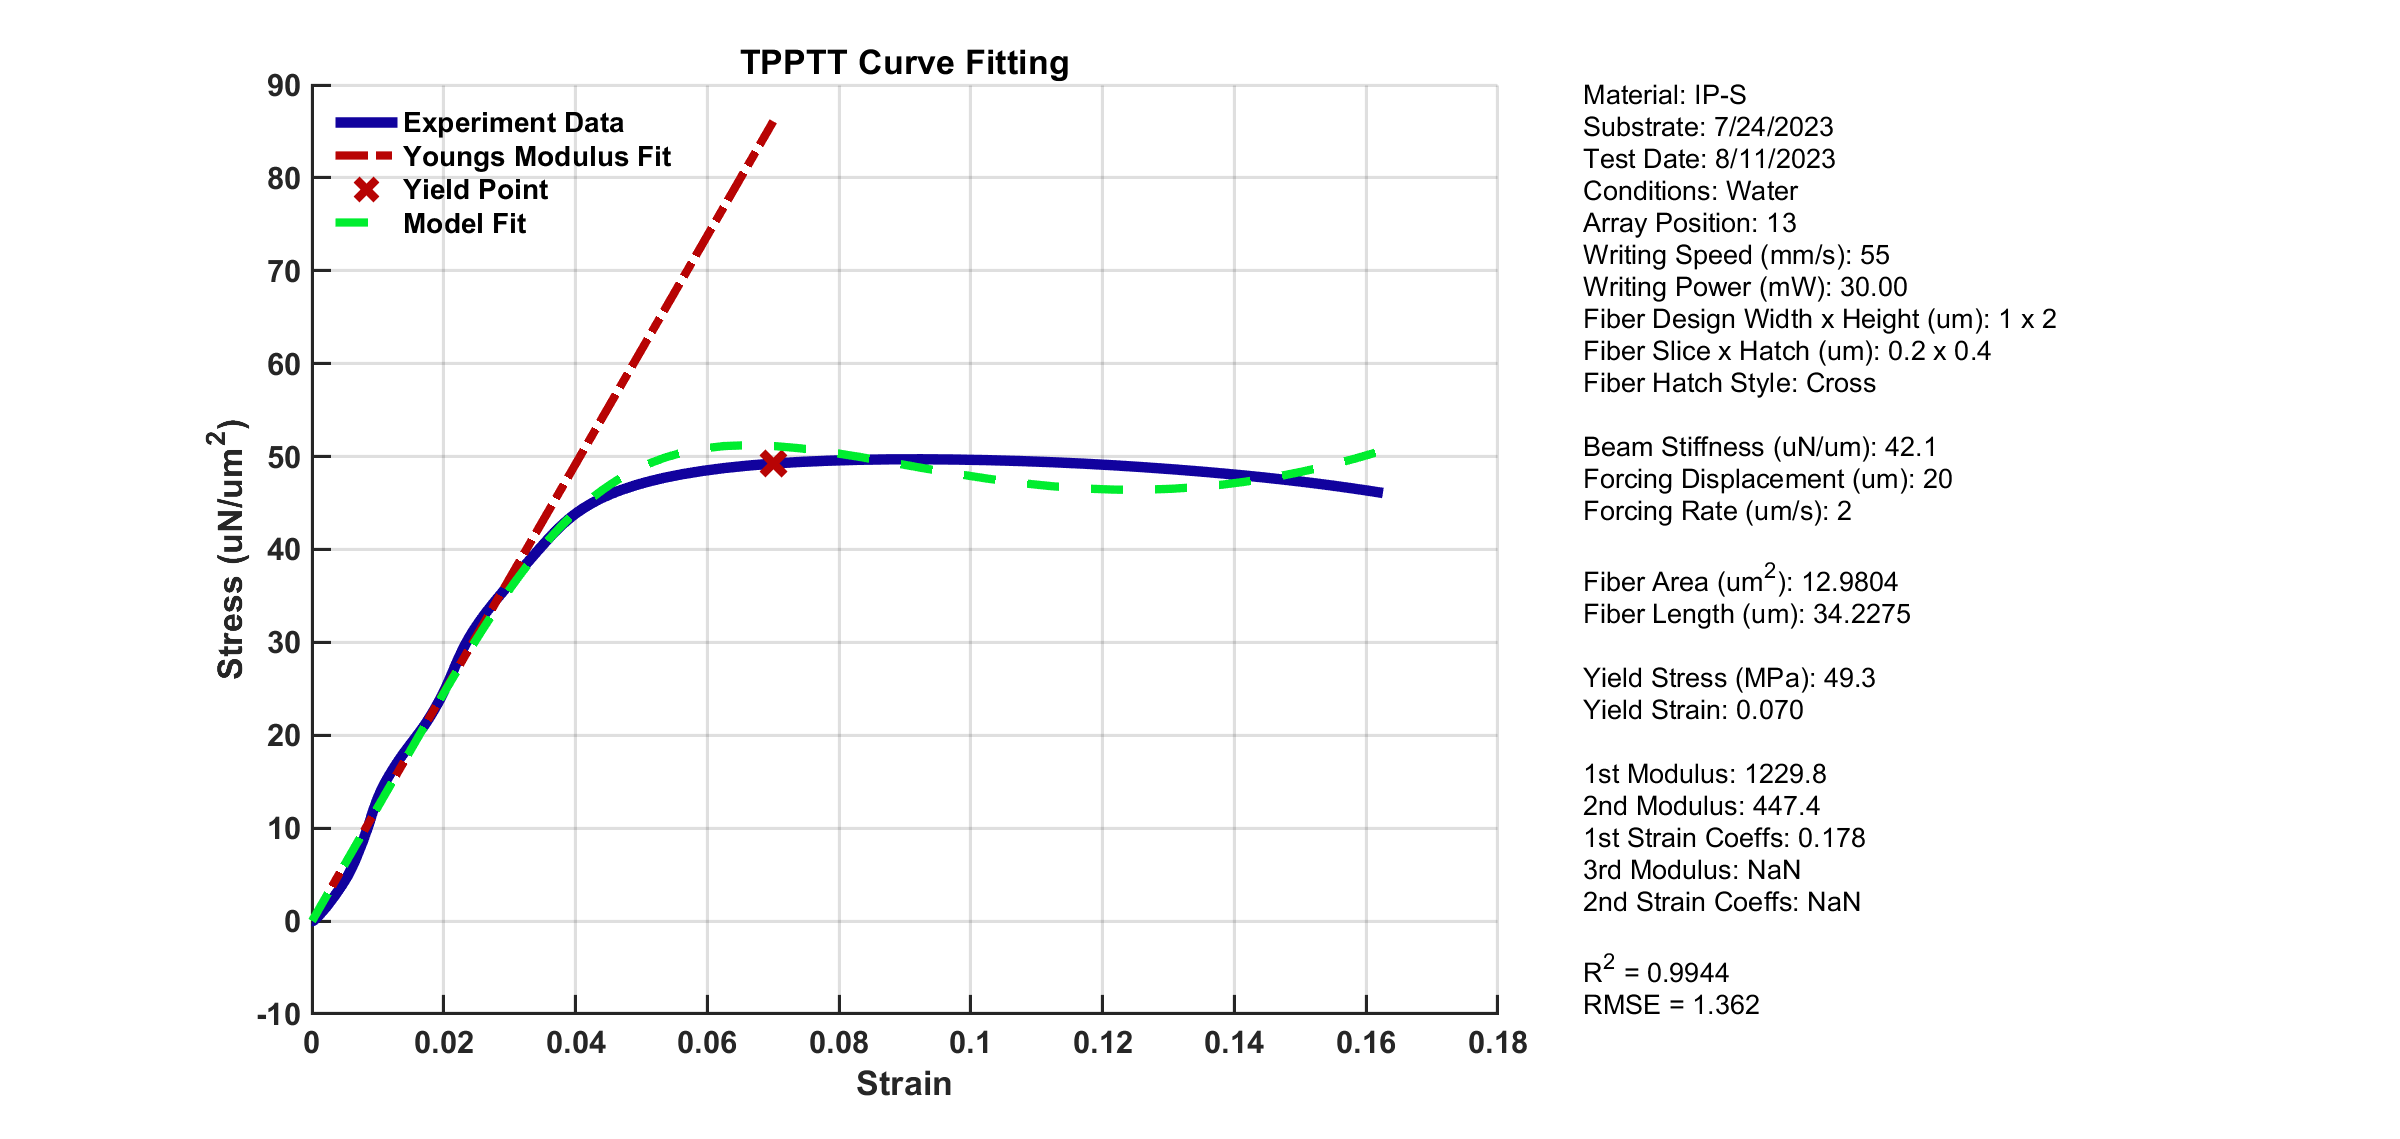 TPPTT Curve Fitting
90
80
70
60
50
40
30
20
10
0
-10
Stress (uN/um²)
Experiment Data
Youngs Modulus Fit
Yield Point
Model Fit
0 0.02 0.04 0.06 0.08 0.1 0.12 0.14 0.16 0.18
Strain
Material: IP-S
Substrate: 7/24/2023
Test Date: 8/11/2023
Conditions: Water
Array Position: 13
Writing Speed (mm/s): 55
Writing Power (mW): 30.00
Fiber Design Width x Height (um): 1 x 2
Fiber Slice x Hatch (um): 0.2 x 0.4
Fiber Hatch Style: Cross
Beam Stiffness (uN/um): 42.1
Forcing Displacement (um): 20
Forcing Rate (um/s): 2
Fiber Area (um²): 12.9804
Fiber Length (um): 34.2275
Yield Stress (MPa): 49.3
Yield Strain: 0.070
1st Modulus: 1229.8
2nd Modulus: 447.4
1st Strain Coeffs: 0.178
3rd Modulus: NaN
2nd Strain Coeffs: NaN
R² = 0.9944
RMSE = 1.362